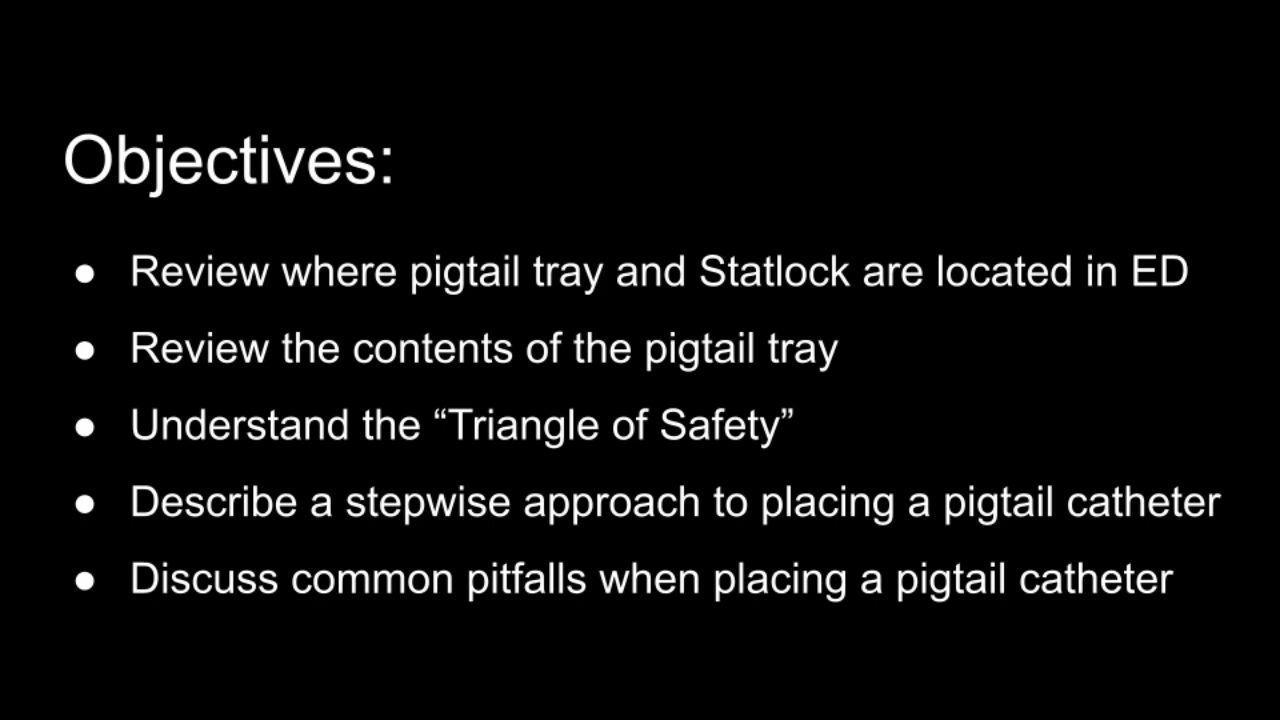 Objectives:
● Review where pigtail tray and Statlock are located in ED
● Review the contents of the pigtail tray
● Understand the “Triangle of Safety”
● Describe a stepwise approach to placing a pigtail catheter
● Discuss common pitfalls when placing a pigtail catheter